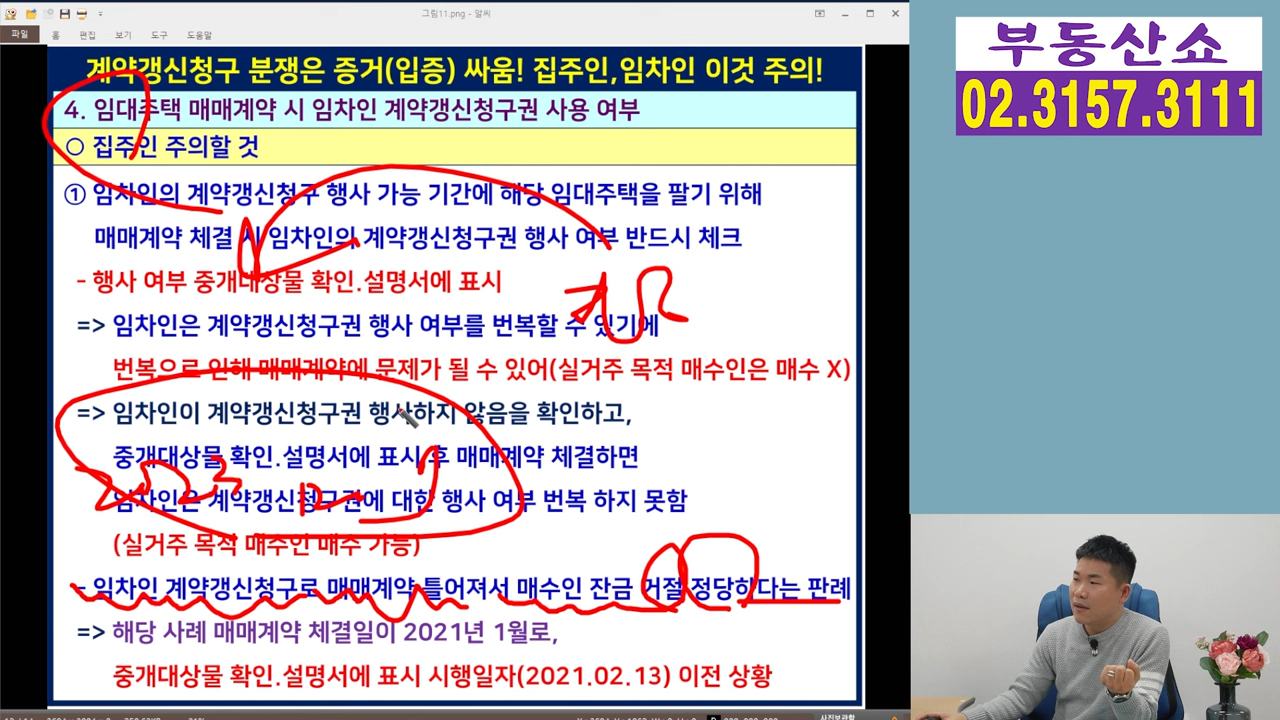 그림11.png - 알씨
파일 홈 편집 보기 도구 도움말
부동산쇼
02.3157.3111
계약갱신청구 분쟁은 증거(입증) 싸움! 집주인,임차인 이것 주의!
4. 임대주택 매매계약 시 임차인 계약갱신청구권 사용 여부
○ 집주인 주의할 것
① 임차인의 계약갱신청구 행사 가능 기간에 해당 임대주택을 팔기 위해
매매계약 체결 시 임차인의 계약갱신청구권 행사 여부 반드시 체크
- 행사 여부 중개대상물 확인.설명서에 표시
=> 임차인은 계약갱신청구권 행사 여부를 번복할 수 있기에
번복으로 인해 매매계약에 문제가 될 수 있어(실거주 목적 매수인은 매수 X)
=> 임차인이 계약갱신청구권 행사하지 않음을 확인하고,
중개대상물 확인.설명서에 표시 후 매매계약 체결하면
임차인은 계약갱신청구권에 대한 행사 여부 번복 하지 못함
(실거주 목적 매수인 매수 가능)
- 임차인 계약갱신청구로 매매계약 틀어져서 매수인 잔금 거절 정당하다는 판례
=> 해당 사례 매매계약 체결일이 2021년 1월로,
중개대상물 확인.설명서에 표시 시행일자(2021.02.13) 이전 상황